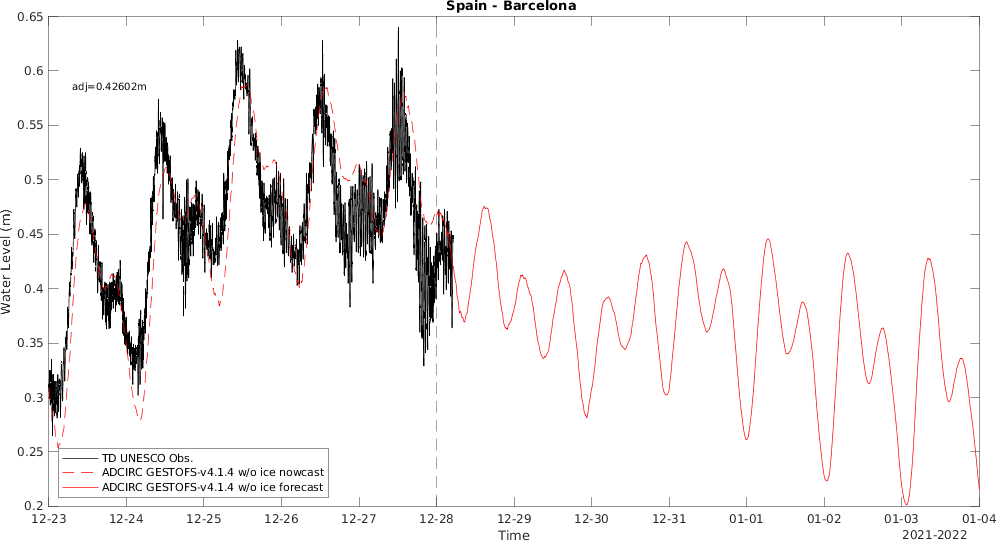 Spain - Barcelona
0.65
0.6
0.55
0.5
0.45
0.4
0.35
0.3
0.25
0.2
Water Level (m)
adj=0.42602m
TD UNESCO Obs.
ADCIRC GESTOFS-v4.1.4 w/o ice nowcast
ADCIRC GESTOFS-v4.1.4 w/o ice forecast
12-23 12-24 12-25 12-26 12-27 12-28 12-29 12-30 12-31 01-01 01-02 01-03 01-04
Time
2021-2022